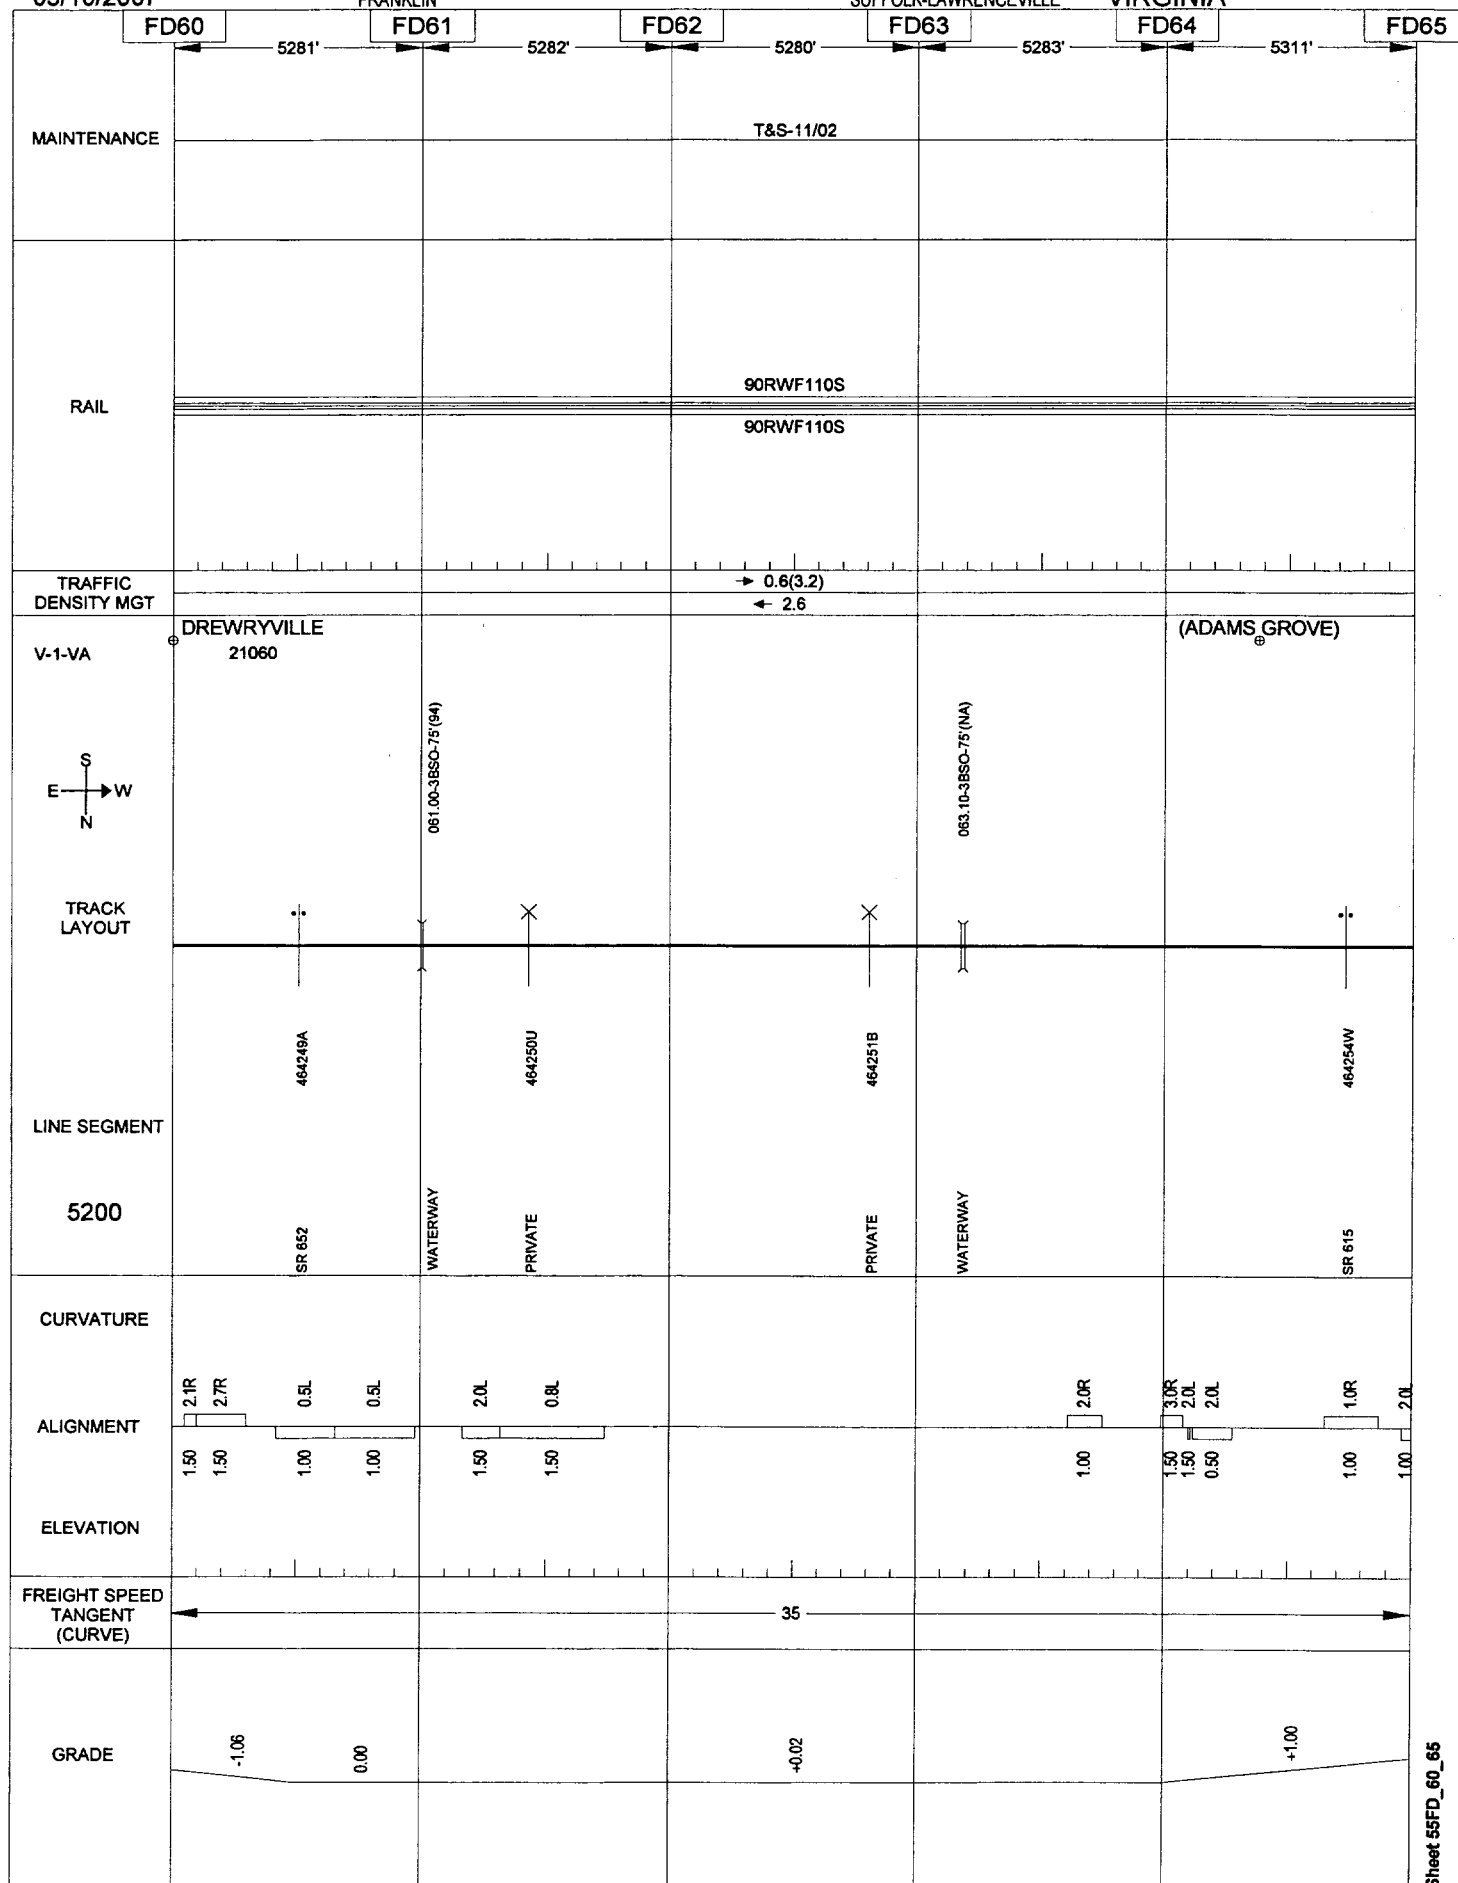 FRANKLIN
SUFFOLK-LAWRENCEVILLE VIRGINIA
FD60 FD61 FD62 FD63 FD64 FD65
5281' 5282' 5280' 5283' 5311'
MAINTENANCE
T&S-11/02
RAIL
90RWF110S
90RWF110S
TRAFFIC
DENSITY MGT
0.6(3.2)
2.6
V-1-VA
DREWRYVILLE
21060
(ADAMS GROVE)
S
E W
N
061.00-3BSO-75'(94)
063.10-3BSO-75'(NA)
TRACK
LAYOUT
464249A
464250U
464251B
464254W
LINE SEGMENT
5200
SR 652
WATERWAY
PRIVATE
PRIVATE
WATERWAY
SR 615
CURVATURE
2.1R 2.7R 0.5L 0.5L 2.0L 0.8L 2.0R 3.0R 2.0L 2.0L 1.0R 2.0L
ALIGNMENT
1.50 1.50 1.00 1.00 1.50 1.50 1.00 1.50 1.50 0.50 1.00 1.00
ELEVATION
FREIGHT SPEED
TANGENT
(CURVE)
35
GRADE
-1.06
0.00
+0.02
+1.00
Sheet 55FD_60_65